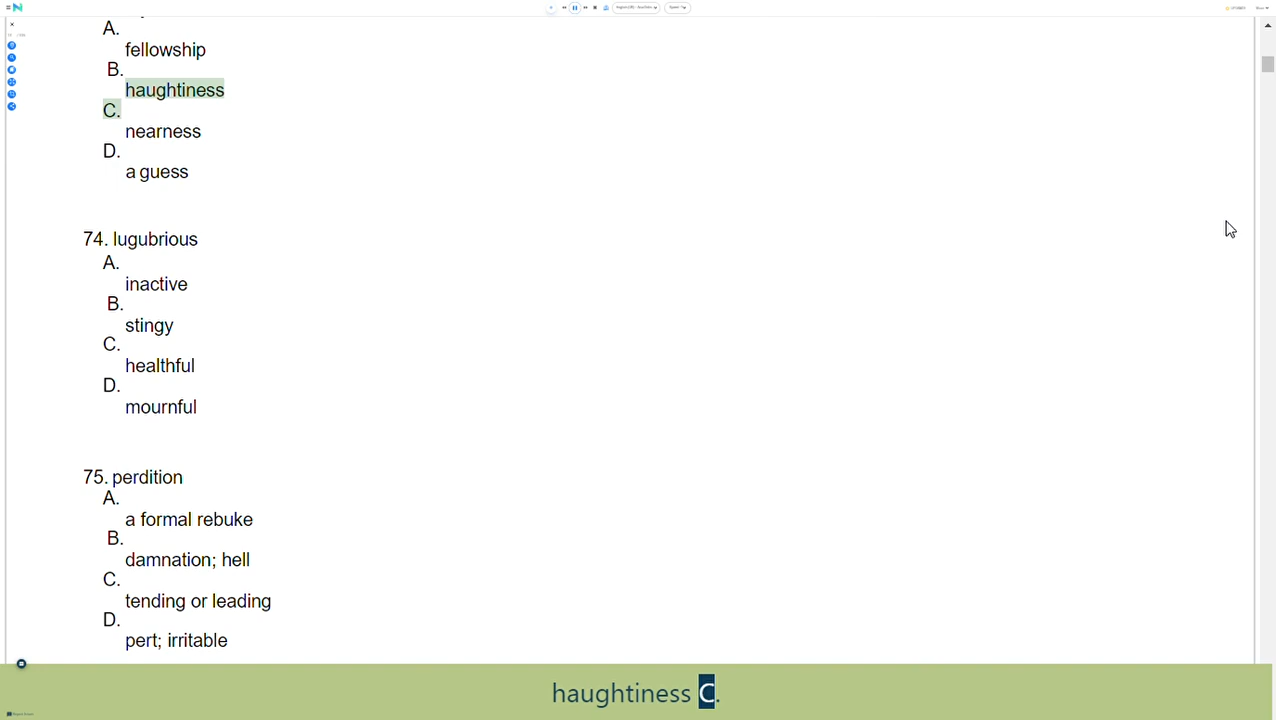 A.
fellowship
B.
haughtiness
C.
nearness
D.
a guess
74. lugubrious
A.
inactive
B.
stingy
C.
healthful
D.
mournful
75. perdition
A.
a formal rebuke
B.
damnation; hell
C.
tending or leading
D.
pert; irritable
haughtiness C.